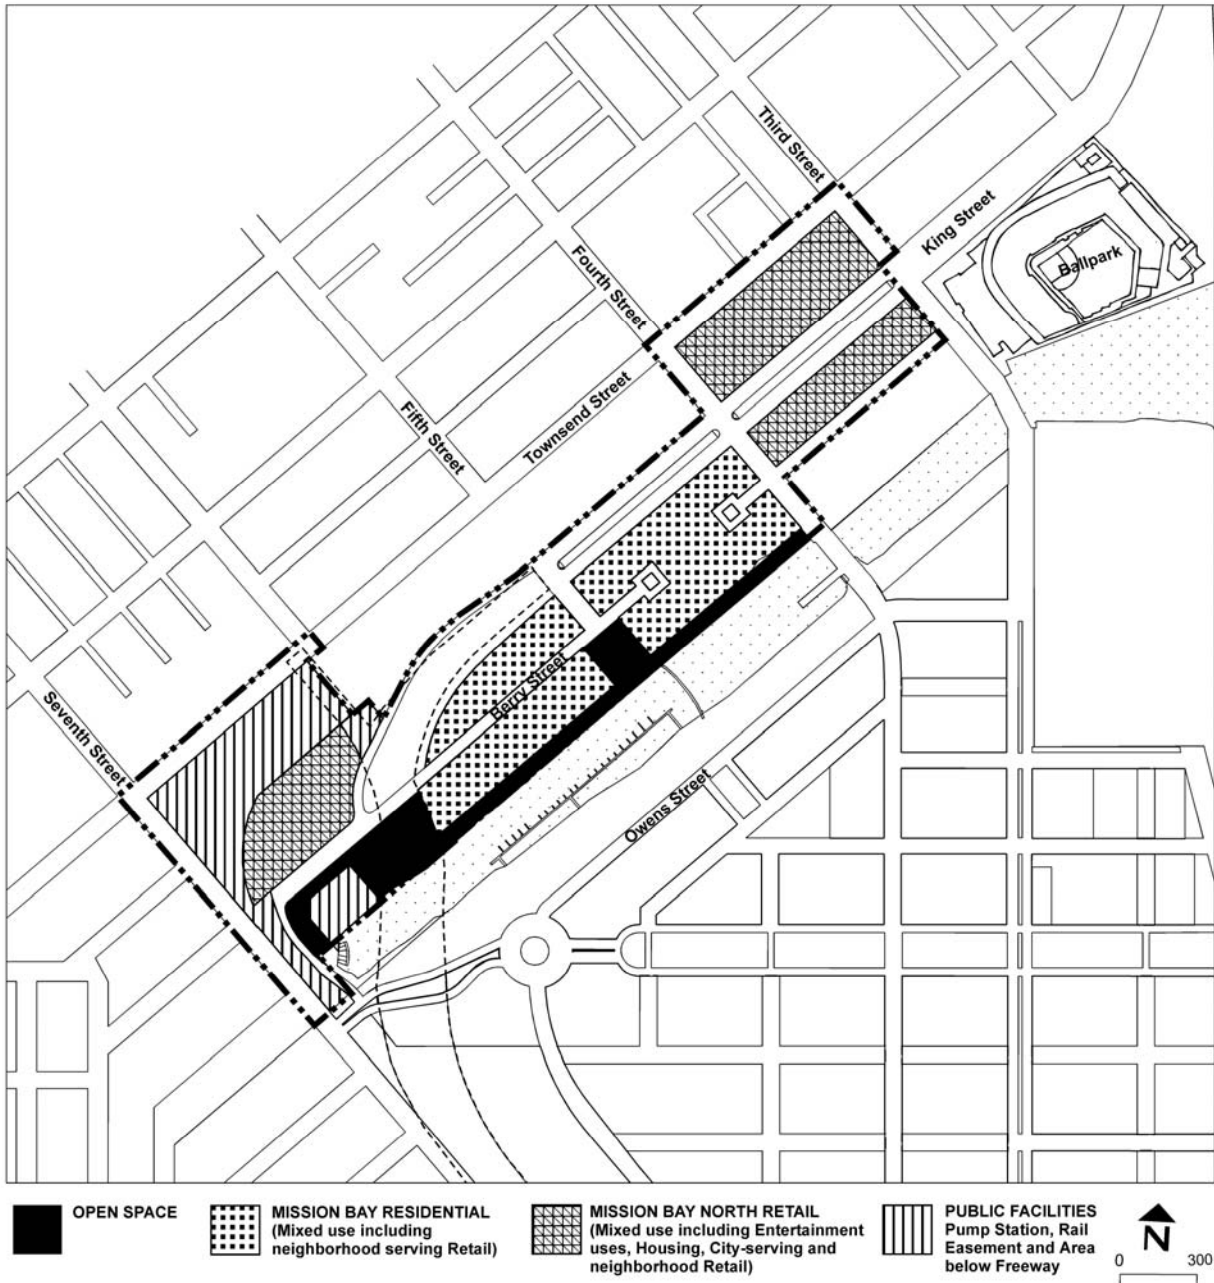 Third Street
King Street
Ballpark
Fourth Street
Townsend Street
Fifth Street
Berry Street
Seventh Street
Owens Street
OPEN SPACE
MISSION BAY RESIDENTIAL
(Mixed use including
neighborhood serving Retail)
MISSION BAY NORTH RETAIL
(Mixed use including Entertainment
uses, Housing, City-serving and
neighborhood Retail)
PUBLIC FACILITIES
Pump Station, Rail
Easement and Area
below Freeway
N
0 300